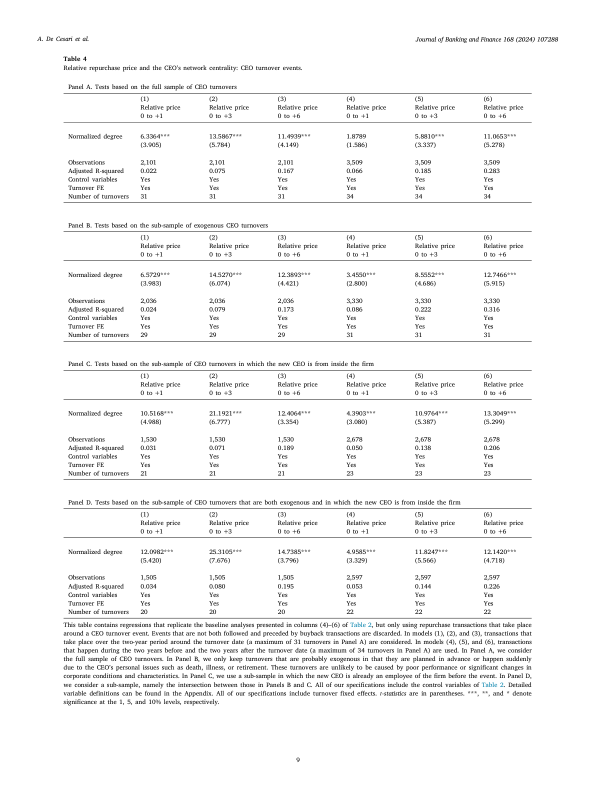 A. De Cesari et al.
Journal of Banking and Finance 168 (2024) 107288
Table 4
Relative repurchase price and the CEO's network centrality: CEO turnover events.
Panel A. Tests based on the full sample of CEO turnovers
(1) (2) (3) (4) (5) (6)
Relative price Relative price Relative price Relative price Relative price Relative price
0 to +1 0 to +3 0 to +6 0 to +1 0 to +3 0 to +6
Normalized degree 6.3364*** 13.5867*** 11.4939*** 1.8789 5.8810*** 11.0653***
(3.905) (5.784) (4.149) (1.586) (3.337) (5.278)
Observations 2,101 2,101 2,101 3,509 3,509 3,509
Adjusted R-squared 0.022 0.075 0.167 0.066 0.185 0.283
Control variables Yes Yes Yes Yes Yes Yes
Turnover FE Yes Yes Yes Yes Yes Yes
Number of turnovers 31 31 31 34 34 34
Panel B. Tests based on the sub-sample of exogenous CEO turnovers
(1) (2) (3) (4) (5) (6)
Relative price Relative price Relative price Relative price Relative price Relative price
0 to +1 0 to +3 0 to +6 0 to +1 0 to +3 0 to +6
Normalized degree 6.5729*** 14.5270*** 12.3893*** 3.4550*** 8.5552*** 12.7466***
(3.983) (6.074) (4.421) (2.800) (4.686) (5.915)
Observations 2,036 2,036 2,036 3,330 3,330 3,330
Adjusted R-squared 0.024 0.079 0.173 0.086 0.222 0.316
Control variables Yes Yes Yes Yes Yes Yes
Turnover FE Yes Yes Yes Yes Yes Yes
Number of turnovers 29 29 29 31 31 31
Panel C. Tests based on the sub-sample of CEO turnovers in which the new CEO is from inside the firm
(1) (2) (3) (4) (5) (6)
Relative price Relative price Relative price Relative price Relative price Relative price
0 to +1 0 to +3 0 to +6 0 to +1 0 to +3 0 to +6
Normalized degree 10.5168*** 21.1921*** 12.4064*** 4.3903*** 10.9764*** 13.3049***
(4.988) (6.777) (3.354) (3.080) (5.387) (5.299)
Observations 1,530 1,530 1,530 2,678 2,678 2,678
Adjusted R-squared 0.031 0.071 0.189 0.050 0.138 0.206
Control variables Yes Yes Yes Yes Yes Yes
Turnover FE Yes Yes Yes Yes Yes Yes
Number of turnovers 21 21 21 23 23 23
Panel D. Tests based on the sub-sample of CEO turnovers that are both exogenous and in which the new CEO is from inside the firm
(1) (2) (3) (4) (5) (6)
Relative price Relative price Relative price Relative price Relative price Relative price
0 to +1 0 to +3 0 to +6 0 to +1 0 to +3 0 to +6
Normalized degree 12.0982*** 25.3105*** 14.7385*** 4.9585*** 11.8247*** 12.1420***
(5.420) (7.676) (3.796) (3.329) (5.566) (4.718)
Observations 1,505 1,505 1,505 2,597 2,597 2,597
Adjusted R-squared 0.034 0.080 0.195 0.053 0.144 0.226
Control variables Yes Yes Yes Yes Yes Yes
Turnover FE Yes Yes Yes Yes Yes Yes
Number of turnovers 20 20 20 22 22 22
This table contains regressions that replicate the baseline analyses presented in columns (4)–(6) of Table 2, but only using repurchase transactions that take place
around a CEO turnover event. Events that are not both followed and preceded by buyback transactions are discarded. In models (1), (2), and (3), transactions that
take place over the two-year period around the turnover date (a maximum of 31 turnovers in Panel A) are considered. In models (4), (5), and (6), transactions
that happen during the two years before and the two years after the turnover date (a maximum of 34 turnovers in Panel A) are used. In Panel A, we consider
the full sample of CEO turnovers. In Panel B, we only keep turnovers that are probably exogenous in that they are planned in advance or happen suddenly
due to the CEO's personal issues such as death, illness, or retirement. These turnovers are unlikely to be caused by poor performance or significant changes in
corporate conditions and characteristics. In Panel C, we use a sub-sample in which the new CEO is already an employee of the firm before the event. In Panel D,
we consider a sub-sample, namely the intersection between those in Panels B and C. All of our specifications include the control variables of Table 2. Detailed
variable definitions can be found in the Appendix. All of our specifications include turnover fixed effects. t-statistics are in parentheses. ***, **, and * denote
significance at the 1, 5, and 10% levels, respectively.
9